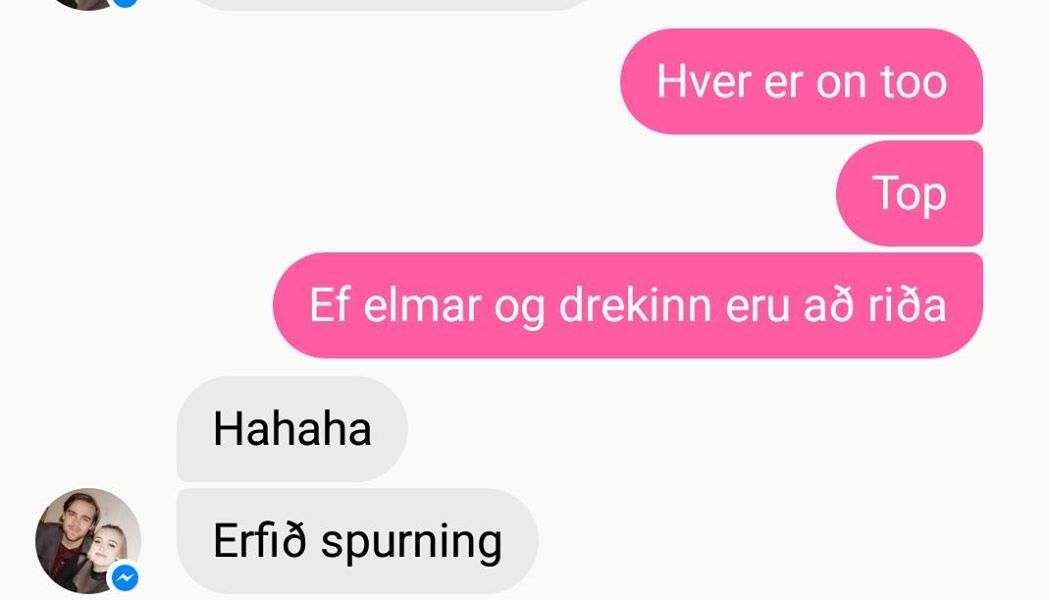 Hver er on too
Top
Ef elmar og drekinn eru að riða
Hahaha
Erfið spurning